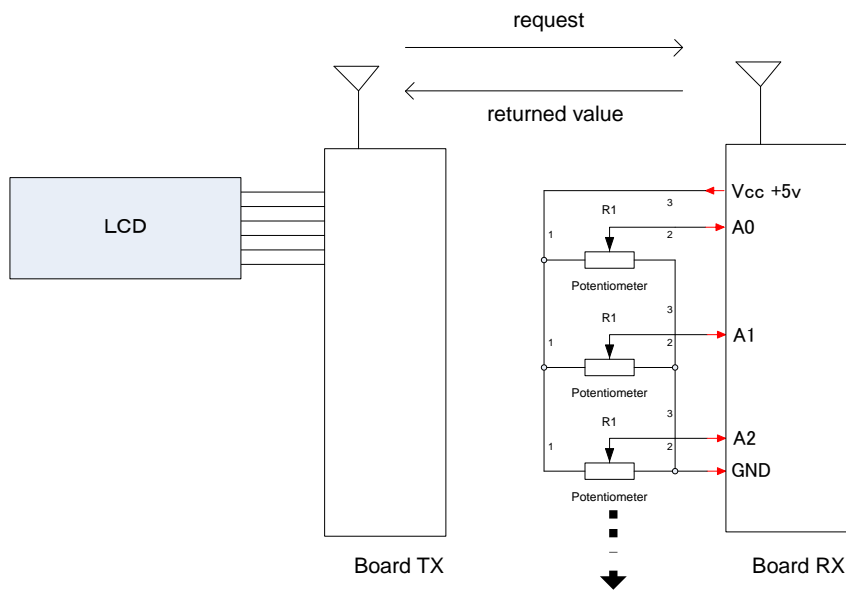 request
returned value
LCD
Vcc +5v
3
R1
A0
1
2
Potentiometer
3
R1
A1
1
2
Potentiometer
3
R1
A2
1
2
GND
Potentiometer
Board TX
Board RX